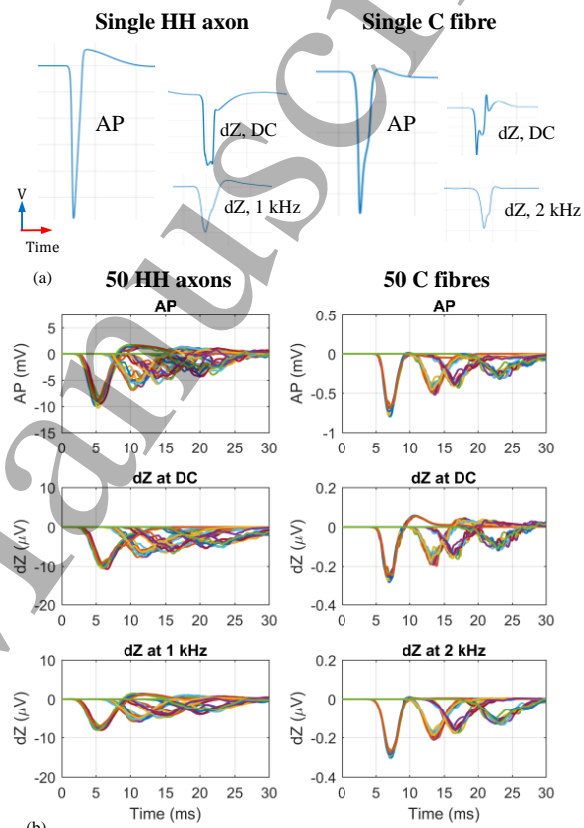 Single HH axon
Single C fibre
AP
dZ, DC
dZ, 1 kHz
AP
dZ, DC
dZ, 2 kHz
V
Time
(a)
50 HH axons
50 C fibres
AP
AP
AP (mV)
5
0
-5
-10
-15
0 5 10 15 20 25 30
AP (mV)
0.5
0
-0.5
-1
0 5 10 15 20 25 30
dZ at DC
dZ at DC
dZ (μV)
10
0
-10
-20
0 5 10 15 20 25 30
dZ (μV)
0.2
0
-0.2
-0.4
0 5 10 15 20 25 30
dZ at 1 kHz
dZ at 2 kHz
dZ (μV)
10
0
-10
-20
0 5 10 15 20 25 30
Time (ms)
dZ (μV)
0.2
0
-0.2
-0.4
0 5 10 15 20 25 30
Time (ms)
(b)
Manuscri